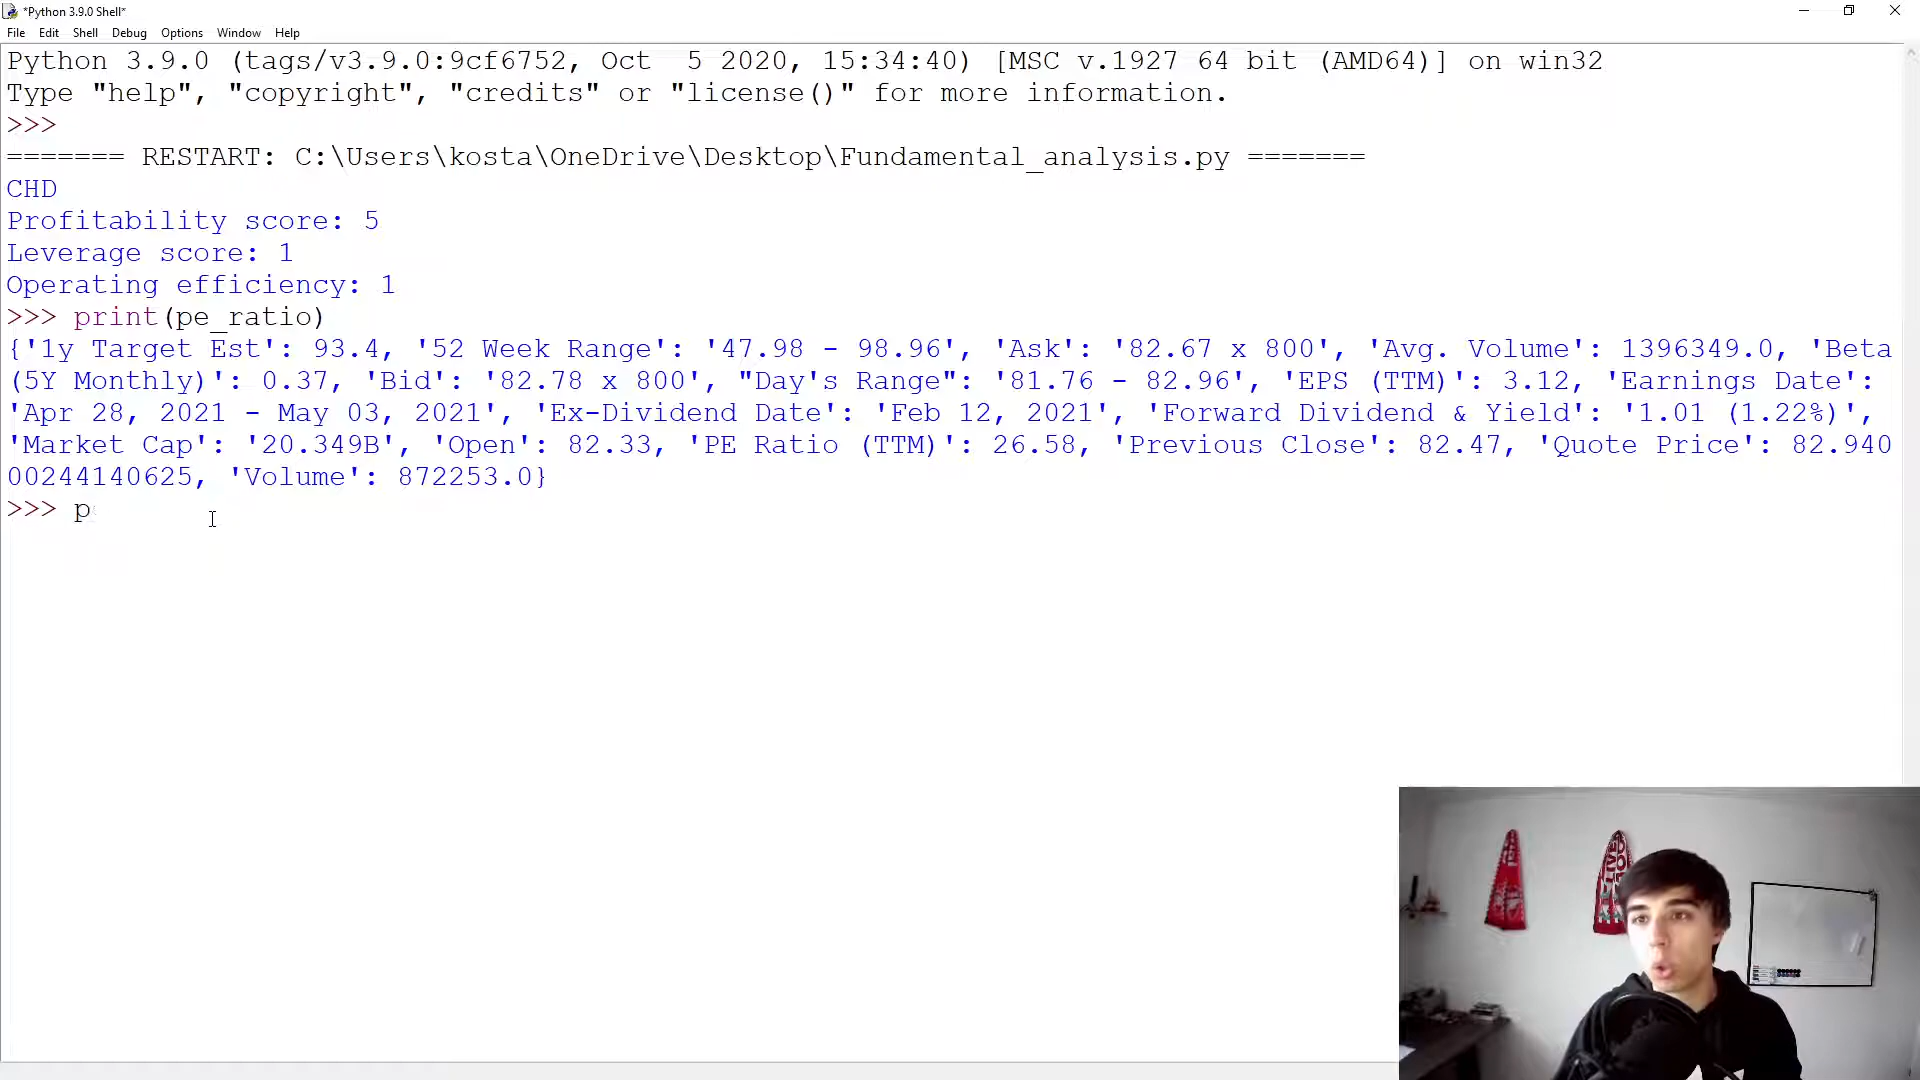 *Python 3.9.0 Shell*
File Edit Shell Debug Options Window Help
Python 3.9.0 (tags/v3.9.0:9cf6752, Oct  5 2020, 15:34:40) [MSC v.1927 64 bit (AMD64)] on win32
Type "help", "copyright", "credits" or "license()" for more information.
>>>
======= RESTART: C:\Users\kosta\OneDrive\Desktop\Fundamental_analysis.py =======
CHD
Profitability score: 5
Leverage score: 1
Operating efficiency: 1
>>> print(pe_ratio)
{'1y Target Est': 93.4, '52 Week Range': '47.98 - 98.96', 'Ask': '82.67 x 800', 'Avg. Volume': 1396349.0, 'Beta
(5Y Monthly)': 0.37, 'Bid': '82.78 x 800', "Day's Range": '81.76 - 82.96', 'EPS (TTM)': 3.12, 'Earnings Date':
'Apr 28, 2021 - May 03, 2021', 'Ex-Dividend Date': 'Feb 12, 2021', 'Forward Dividend & Yield': '1.01 (1.22%)',
'Market Cap': '20.349B', 'Open': 82.33, 'PE Ratio (TTM)': 26.58, 'Previous Close': 82.47, 'Quote Price': 82.940
00244140625, 'Volume': 872253.0}
>>> p